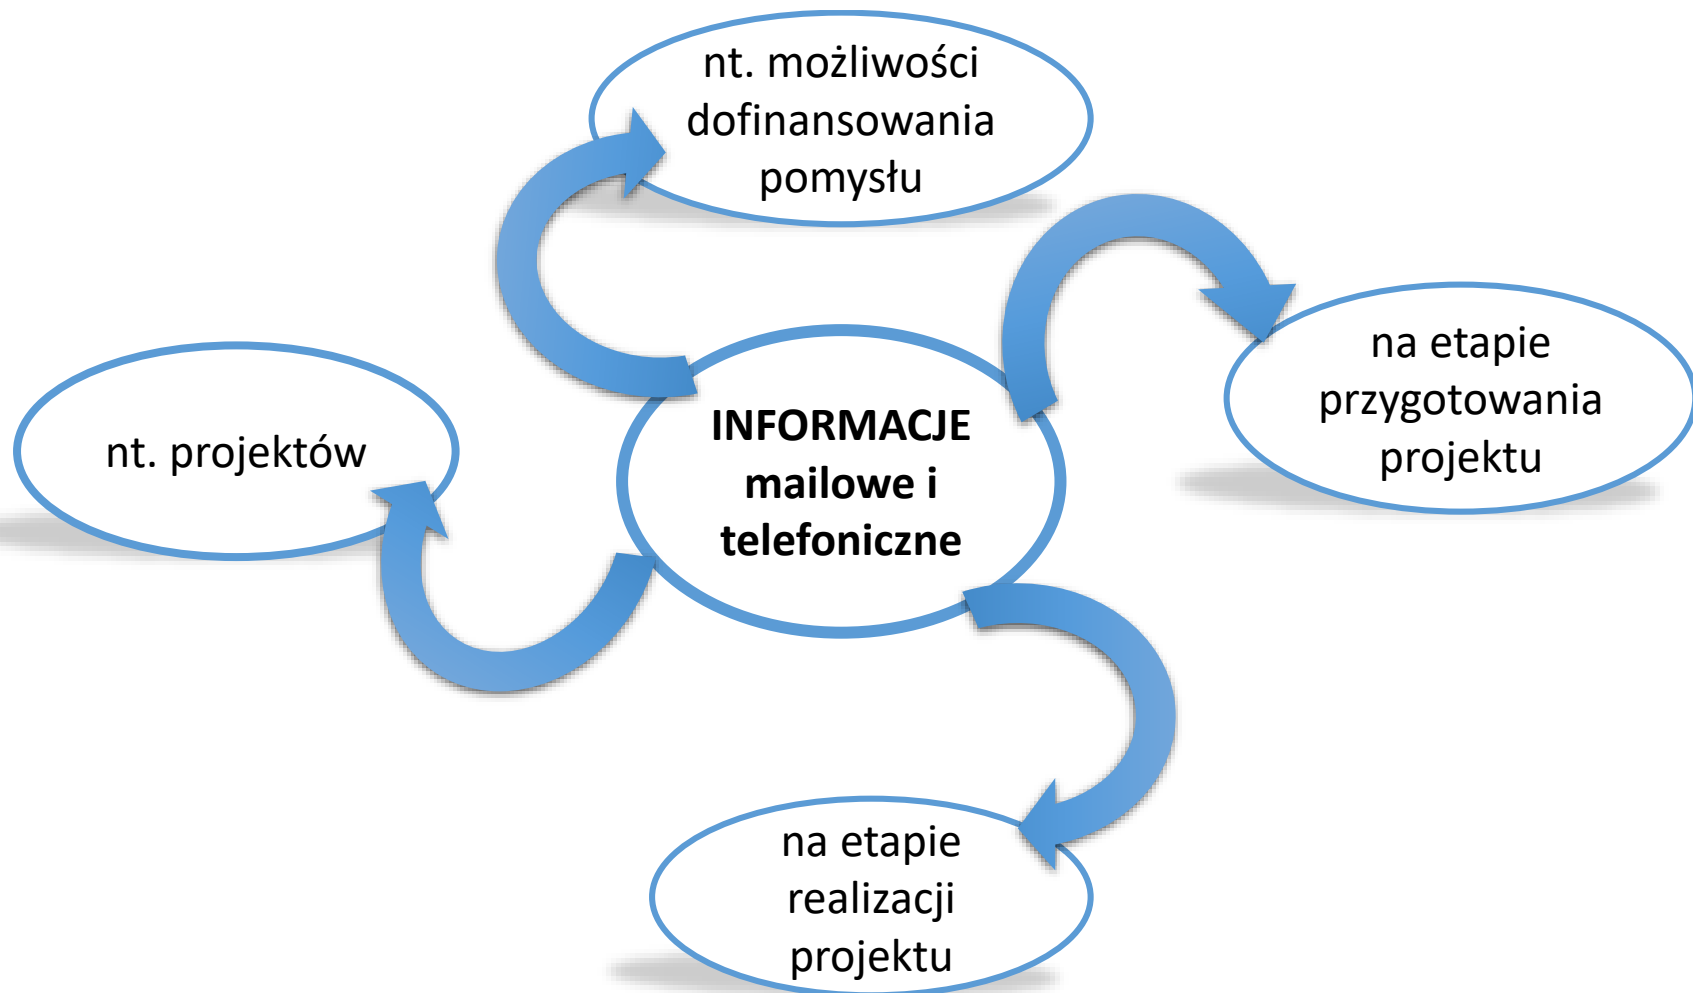 nt. możliwości
dofinansowania
pomysłu
na etapie
przygotowania
projektu
nt. projektów
INFORMACJE
mailowe i
telefoniczne
na etapie
realizacji
projektu